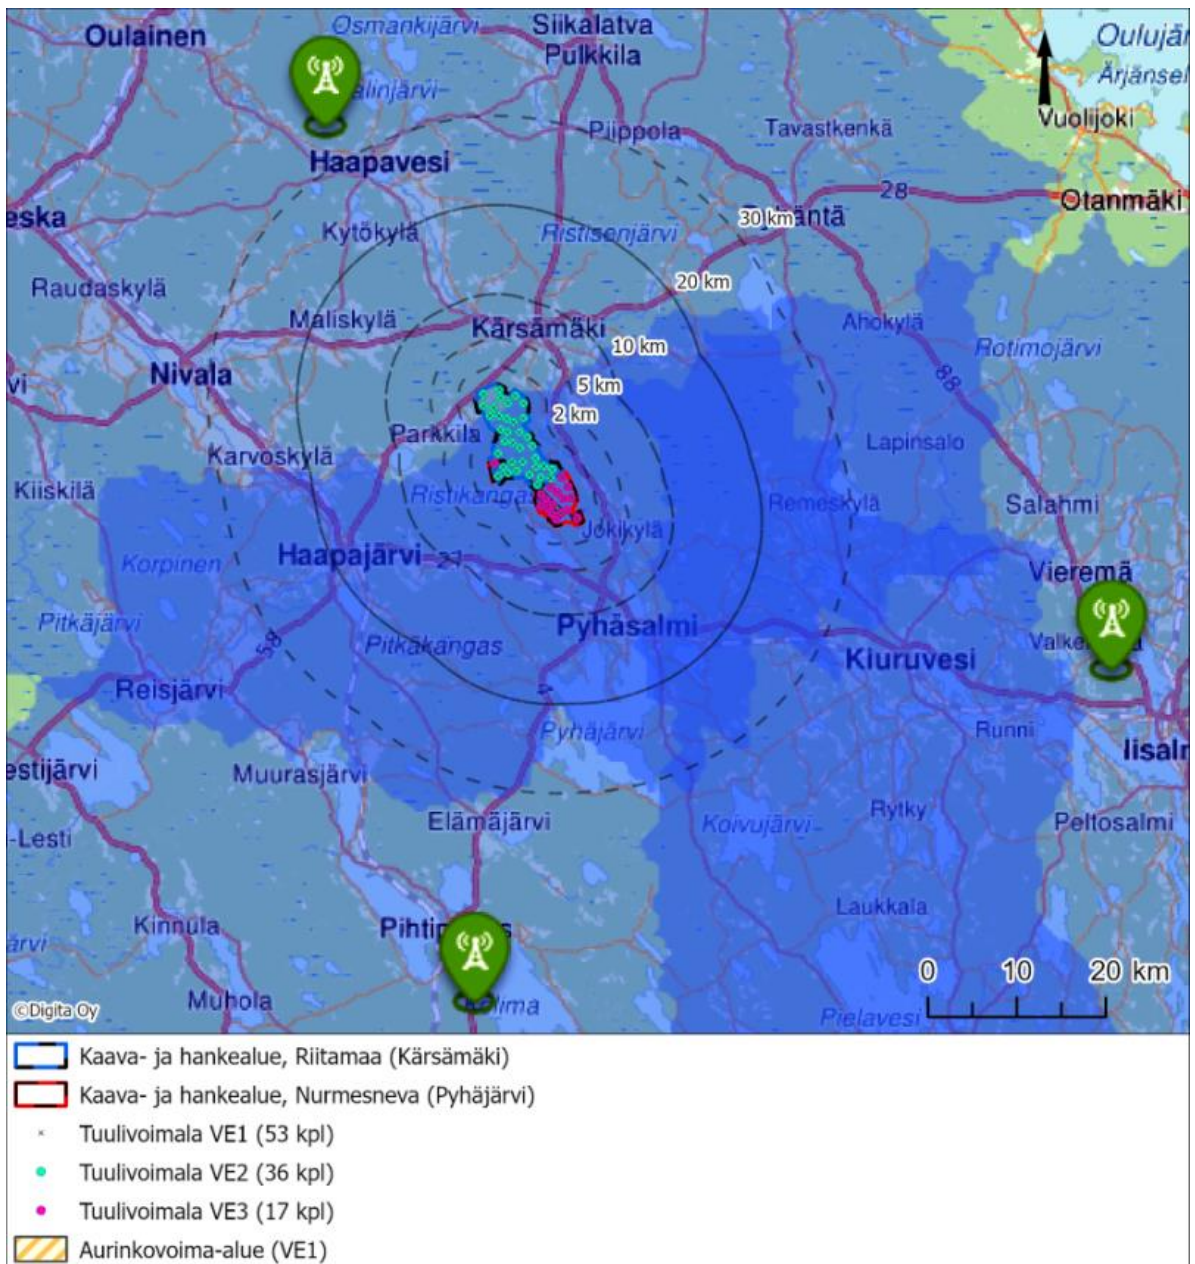 Oulainen
Osmankijärvi
Siikalatva
Pulkkila
Oulujär
Ärjänsel
Vuolijoki
Piippola
Tavastkenkä
Haapavesi
28
Otanmäki
eska
Kytökylä
Ristisenjärvi
30 km
Raudaskylä
20 km
Maliskylä
Kärsämäki
10 km
Ahokylä
Rotimojärvi
Nivala
5 km
88
2 km
Parkkila
Lapinsalo
Karvoskylä
Kiiskilä
Ristikangas
Remeskylä
Salahmi
Jokikylä
Haapajärvi
27
Korpinen
Vieremä
Pitkäjärvi
Pyhäsalmi
58
Pitkäkangas
Kiuruvesi
Reisjärvi
4
Pyhäjärvi
Runni
Iisaln
estijärvi
Muurasjärvi
Elämäjärvi
Koivujärvi
Rytky
Peltosalmi
-Lesti
Kinnula
Laukkala
ärvi
0 10 20 km
Muhola
©Digita Oy
Pielavesi
Kaava- ja hankealue, Riitamaa (Kärsämäki)
Kaava- ja hankealue, Nurmesneva (Pyhäjärvi)
Tuulivoimala VE1 (53 kpl)
Tuulivoimala VE2 (36 kpl)
Tuulivoimala VE3 (17 kpl)
Aurinkovoima-alue (VE1)